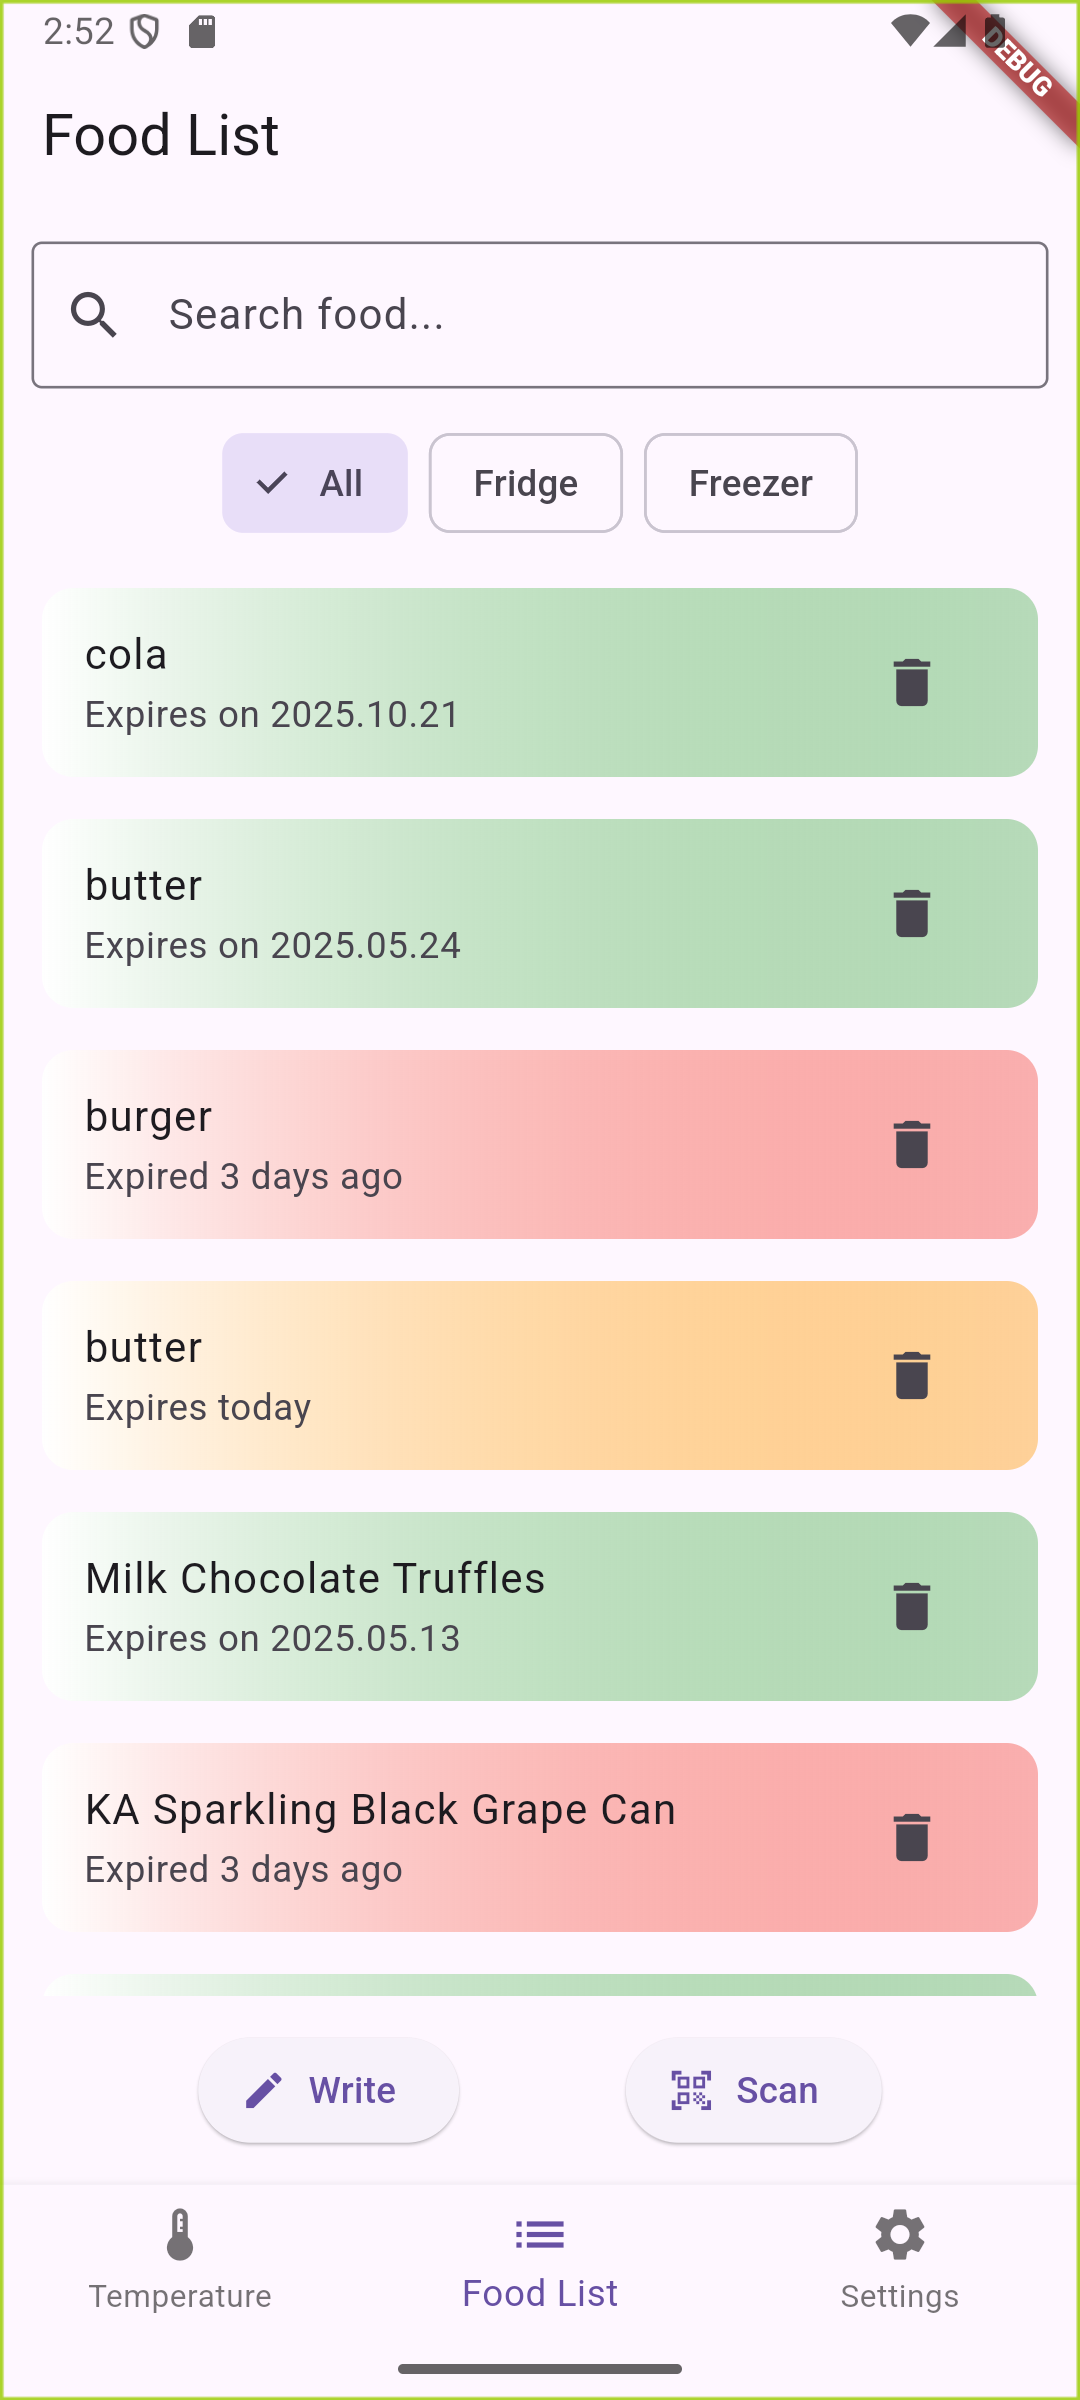 2:52
DEBUG
Food List
Search food...
All
Fridge
Freezer
cola
Expires on 2025.10.21
butter
Expires on 2025.05.24
burger
Expired 3 days ago
butter
Expires today
Milk Chocolate Truffles
Expires on 2025.05.13
KA Sparkling Black Grape Can
Expired 3 days ago
Write
Scan
Temperature
Food List
Settings